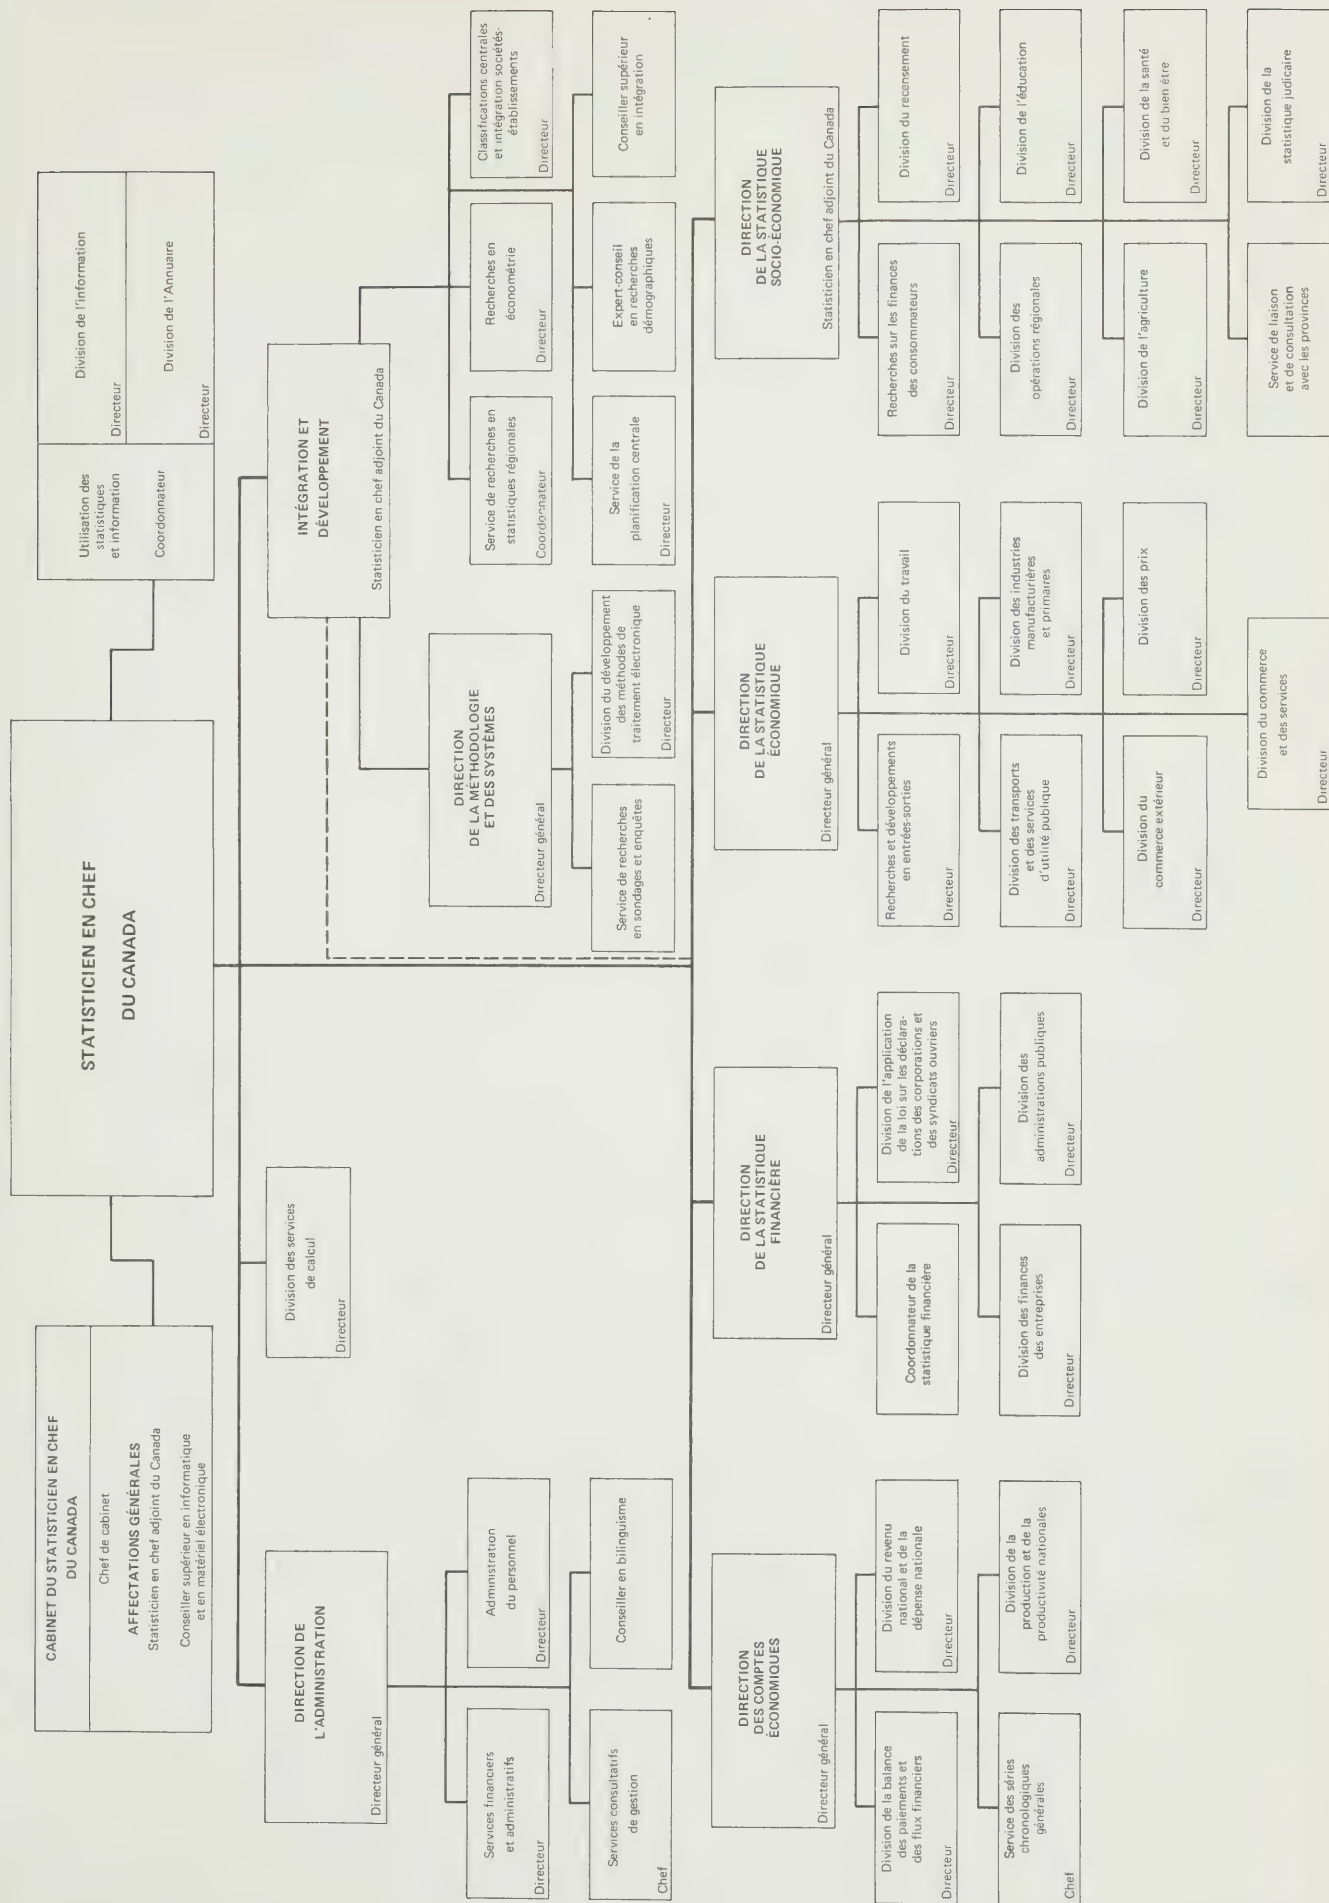 STATISTICIEN EN CHEF
DU CANADA
CABINET DU STATISTICIEN EN CHEF
DU CANADA
Chef de cabinet
AFFECTATIONS GÉNÉRALES
Statisticien en chef adjoint du Canada
Conseiller supérieur en informatique
et en matériel électronique
Utilisation des
statistiques
et information
Coordonnateur
Division de l'information
Directeur
Division de l'Annuaire
Directeur
DIRECTION DE
L'ADMINISTRATION
Directeur général
Division des services
de calcul
Directeur
INTÉGRATION ET
DÉVELOPPEMENT
Statisticien en chef adjoint du Canada
Services financiers
et administratifs
Directeur
Administration
du personnel
Directeur
Services consultatifs
de gestion
Chef
Conseiller en bilinguisme
DIRECTION
DE LA MÉTHODOLOGIE
ET DES SYSTÈMES
Directeur général
Service de recherches
en sondages et enquêtes
Division du développement
des méthodes de
traitement électronique
Directeur
Service de recherches en
statistiques régionales
Coordonnateur
Recherches en
économétrie
Directeur
Classifications centrales
et intégration sociétés-
établissements
Directeur
Service de la
planification centrale
Directeur
Expert-conseil
en recherches
démographiques
Conseiller supérieur
en intégration
DIRECTION
DES COMPTES
ÉCONOMIQUES
Directeur général
Division de la balance
des paiements et
des flux financiers
Directeur
Division du revenu
national et de la
dépense nationale
Directeur
Service des séries
chronologiques
générales
Chef
Division de la
production et de la
productivité nationales
Directeur
DIRECTION
DE LA STATISTIQUE
FINANCIÈRE
Directeur général
Coordonnateur de la
statistique financière
Division de l'application
de la loi sur les déclara-
tions des corporations et
des syndicats ouvriers
Directeur
Division des finances
des entreprises
Directeur
Division des
administrations publiques
Directeur
DIRECTION
DE LA STATISTIQUE
ÉCONOMIQUE
Directeur général
Recherches et développements
en entrées-sorties
Directeur
Division du travail
Directeur
Division des transports
et des services
d'utilité publique
Directeur
Division des industries
manufacturières
et primaires
Directeur
Division du
commerce extérieur
Directeur
Division des prix
Directeur
Division du commerce
et des services
Directeur
DIRECTION
DE LA STATISTIQUE
SOCIO-ÉCONOMIQUE
Statisticien en chef adjoint du Canada
Recherches sur les finances
des consommateurs
Directeur
Division du recensement
Directeur
Division des
opérations régionales
Directeur
Division de l'éducation
Directeur
Division de l'agriculture
Directeur
Division de la santé
et du bien être
Directeur
Service de liaison
et de consultation
avec les provinces
Division de la
statistique judicaire
Directeur